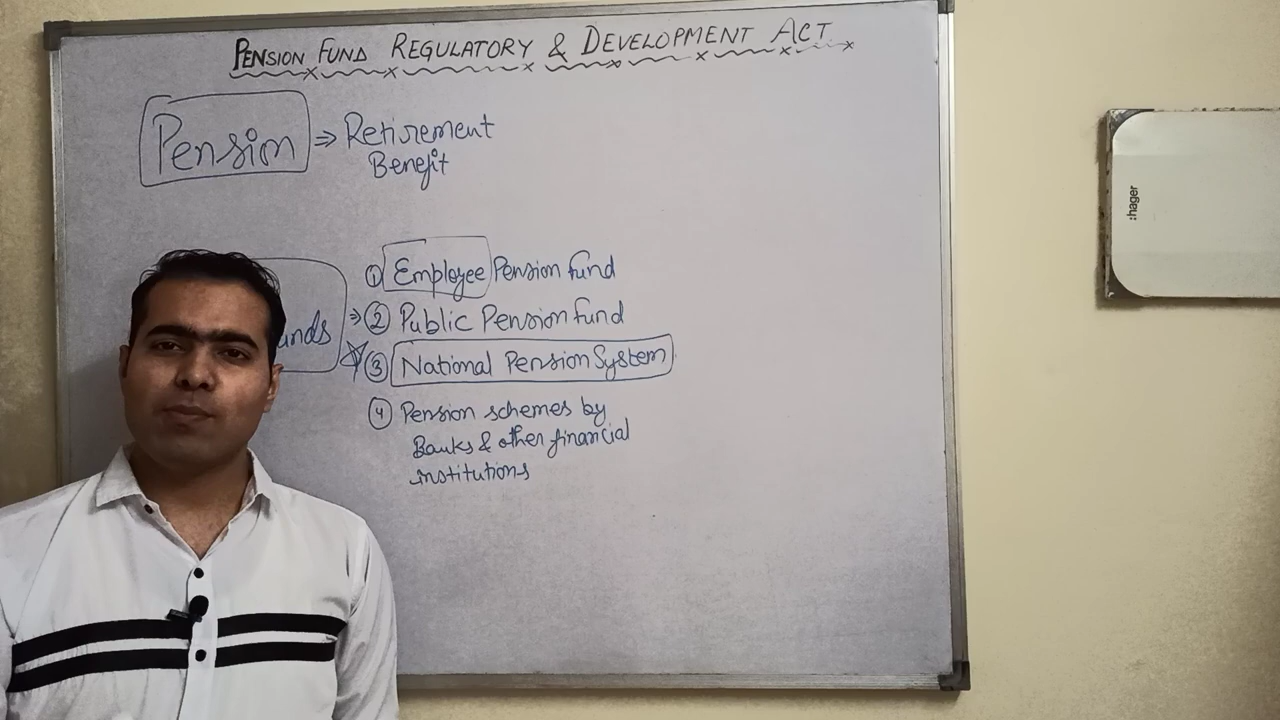 PENSION FUND REGULATORY & DEVELOPMENT ACT
Pension ⇒ Retirement
Benefit
① Employee Pension fund
⇒ ② Public Pension fund
③ National Pension System
④ Pension schemes by
Banks & other financial
institutions
:hager